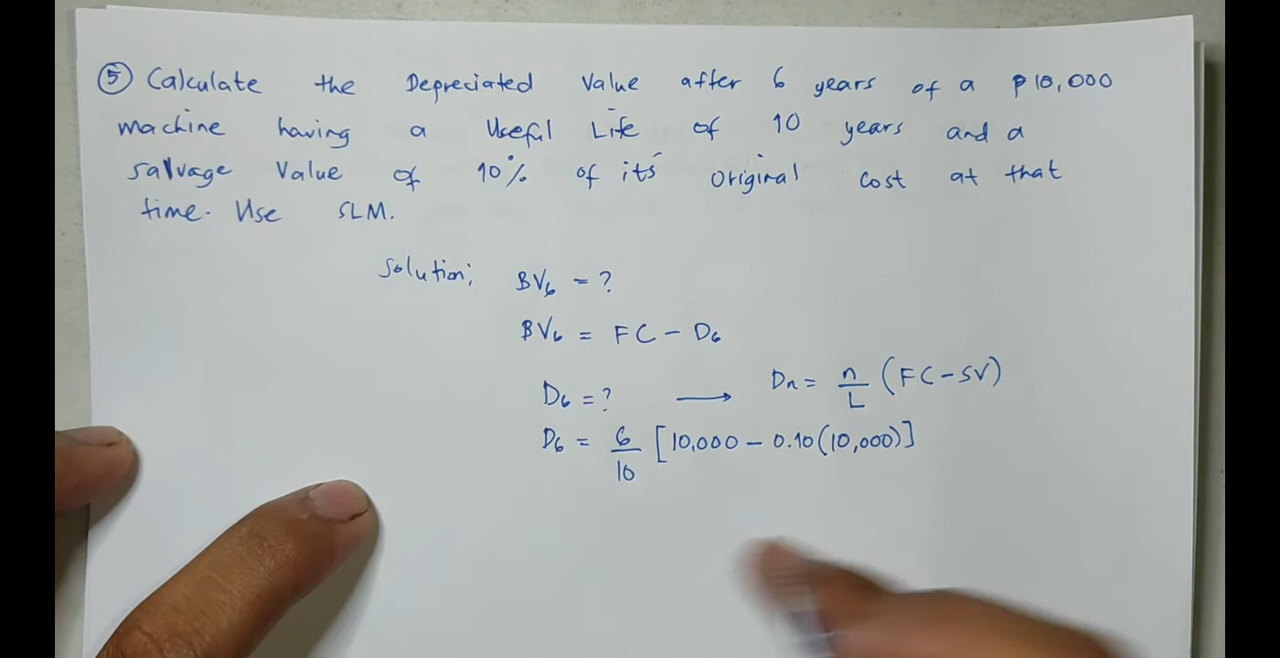 ⑤ Calculate the Depreciated Value after 6 years of a ₱10,000
machine having a Useful Life of 10 years and a
salvage Value of 10% of its original cost at that
time. Use SLM.
Solution;
BV₆ = ?
BV₆ = FC - D₆
D₆ = ? → Dn = n/L (FC-SV)
D₆ = 6/10 [10,000 - 0.10(10,000)]